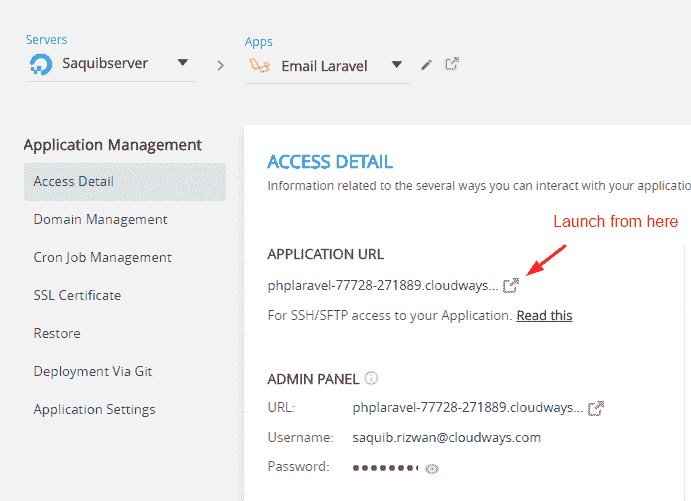 Servers
Saquibserver
Apps
Email Laravel
Application Management
Access Detail
Domain Management
Cron Job Management
SSL Certificate
Restore
Deployment Via Git
Application Settings
ACCESS DETAIL
Information related to the several ways you can interact with your applicatio
Launch from here
APPLICATION URL
phplaravel-77728-271889.cloudways...
For SSH/SFTP access to your Application. Read this
ADMIN PANEL
URL: phplaravel-77728-271889.cloudways...
Username: saquib.rizwan@cloudways.com
Password: ••••••••